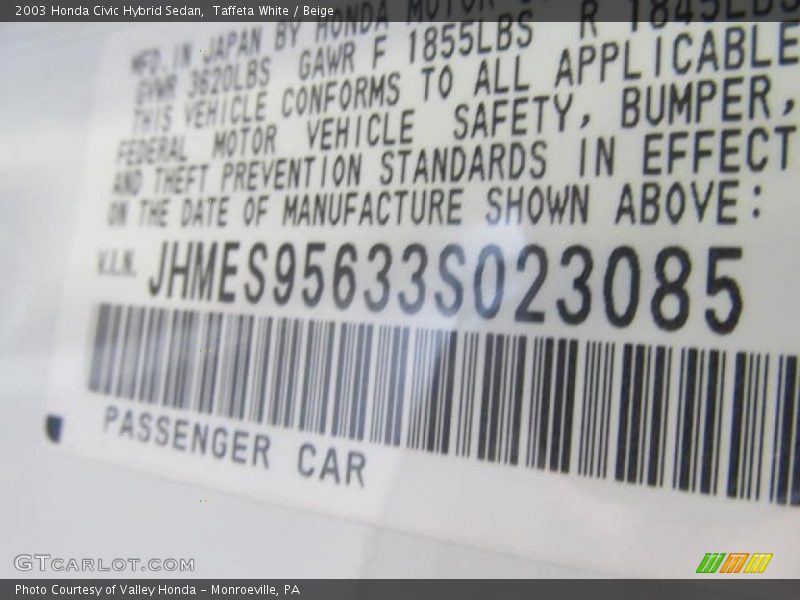 2003 Honda Civic Hybrid Sedan, Taffeta White / Beige
MFD. IN JAPAN BY HONDA MOTOR
GVWR 3620LBS GAWR F 1855LBS R 1845LBS
THIS VEHICLE CONFORMS TO ALL APPLICABLE
FEDERAL MOTOR VEHICLE SAFETY, BUMPER,
AND THEFT PREVENTION STANDARDS IN EFFECT
ON THE DATE OF MANUFACTURE SHOWN ABOVE:
V.I.N. JHMES95633S023085
PASSENGER CAR
GTCARLOT.COM
Photo Courtesy of Valley Honda - Monroeville, PA